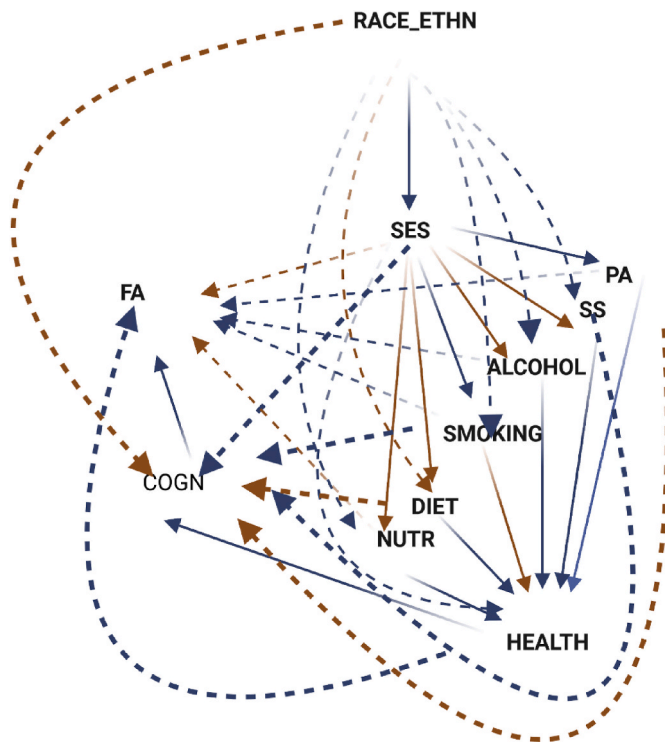 RACE_ETHN
SES
PA
FA
SS
ALCOHOL
SMOKING
COGN
DIET
NUTR
HEALTH